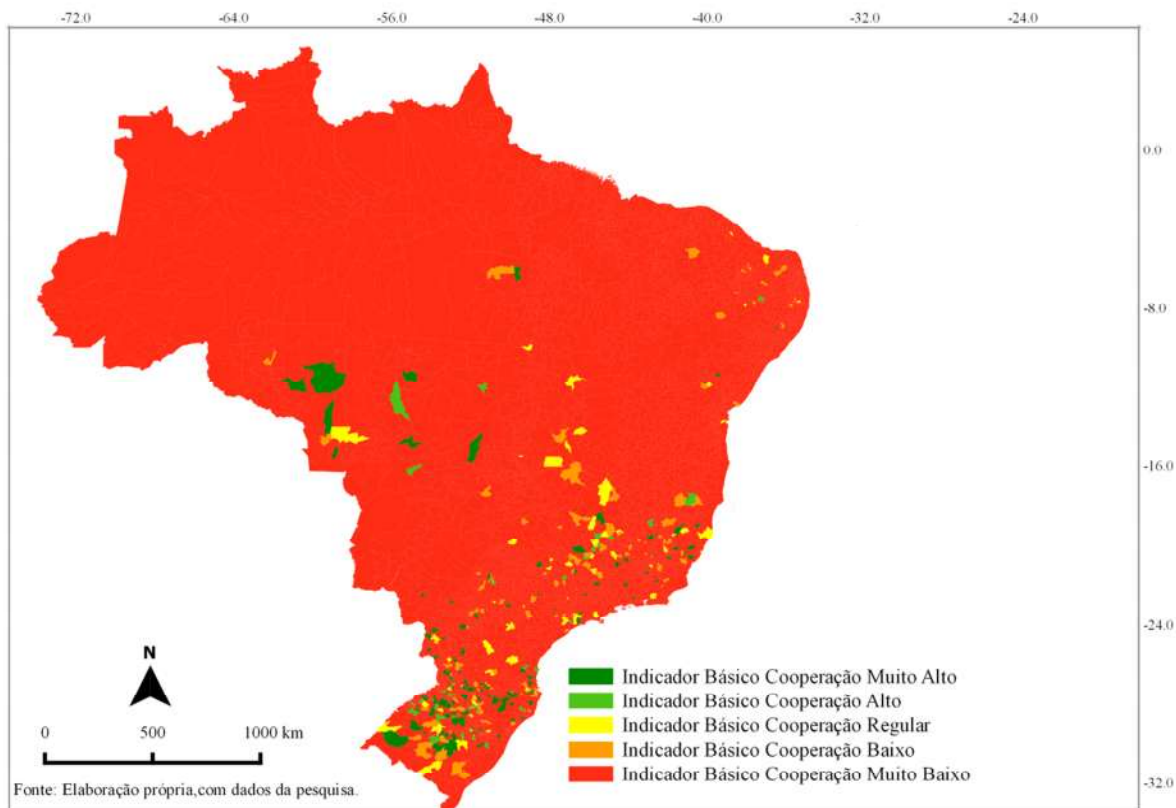 -72.0 -64.0 -56.0 -48.0 -40.0 -32.0 -24.0
0.0
-8.0
-16.0
-24.0
-32.0
N
0 500 1000 km
Indicador Básico Cooperação Muito Alto
Indicador Básico Cooperação Alto
Indicador Básico Cooperação Regular
Indicador Básico Cooperação Baixo
Indicador Básico Cooperação Muito Baixo
Fonte: Elaboração própria,com dados da pesquisa.